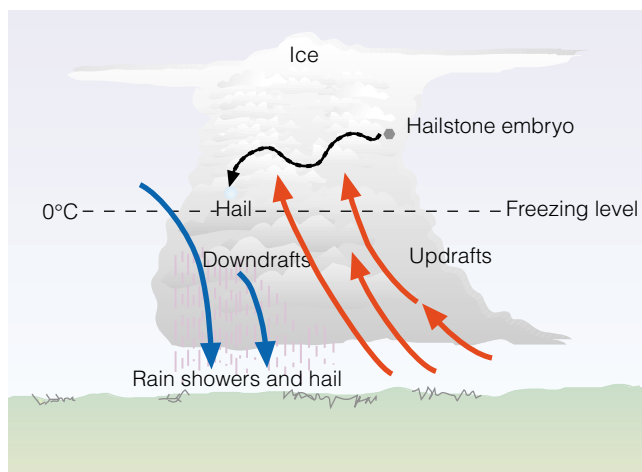 Ice
Hailstone embryo
0°C
Hail
Freezing level
Downdrafts
Updrafts
Rain showers and hail